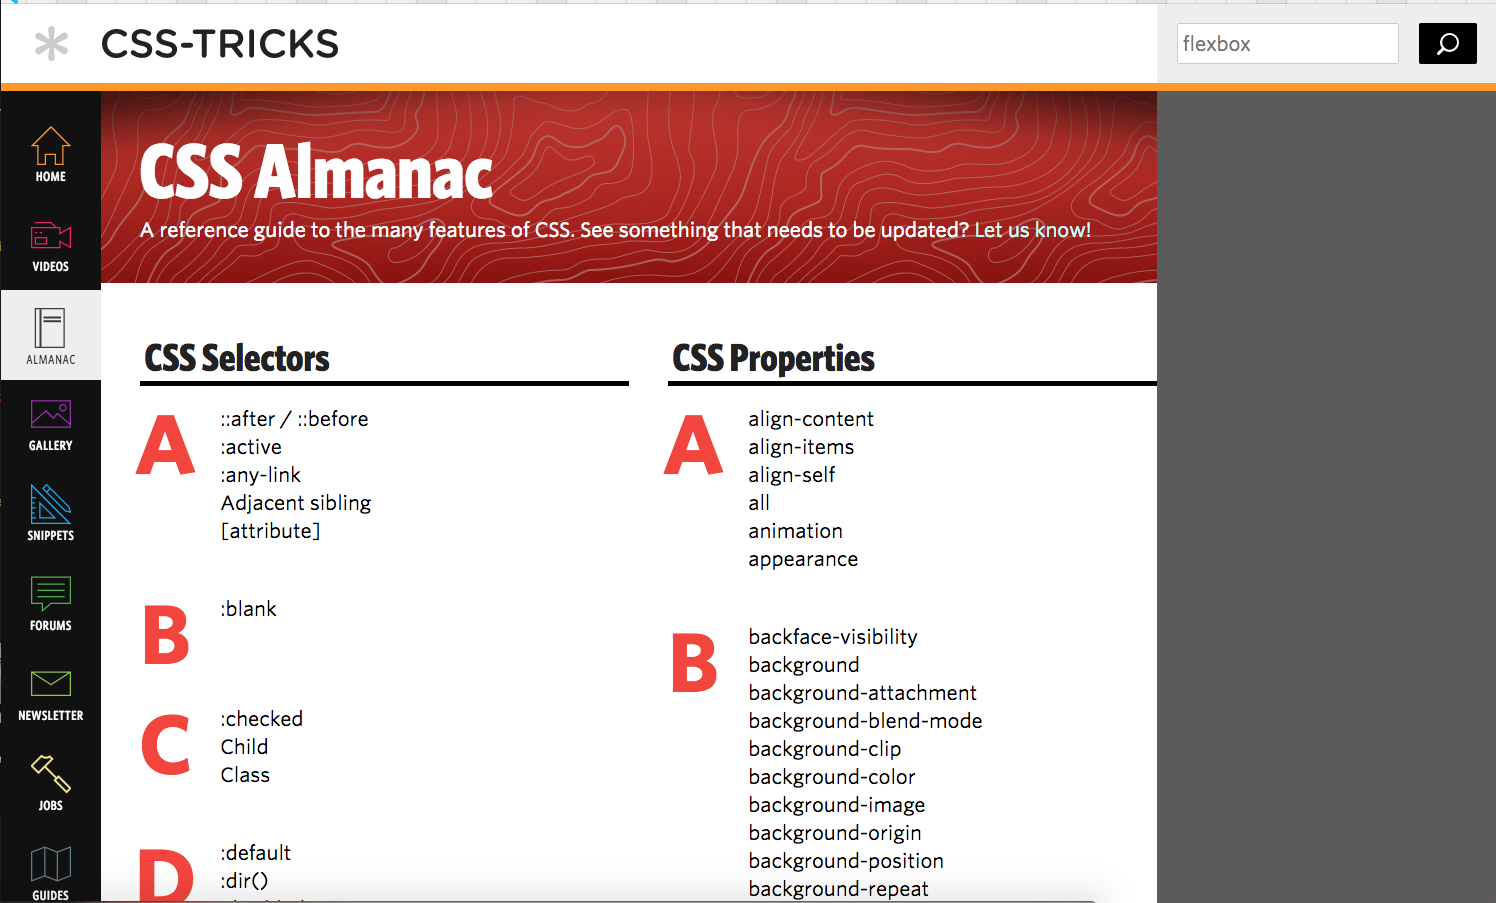 CSS-TRICKS
flexbox
HOME
VIDEOS
ALMANAC
GALLERY
SNIPPETS
FORUMS
NEWSLETTER
JOBS
GUIDES
CSS Almanac
A reference guide to the many features of CSS. See something that needs to be updated? Let us know!
CSS Selectors
A
::after / ::before
:active
:any-link
Adjacent sibling
[attribute]
B
:blank
C
:checked
Child
Class
D
:default
:dir()
CSS Properties
A
align-content
align-items
align-self
all
animation
appearance
B
backface-visibility
background
background-attachment
background-blend-mode
background-clip
background-color
background-image
background-origin
background-position
background-repeat